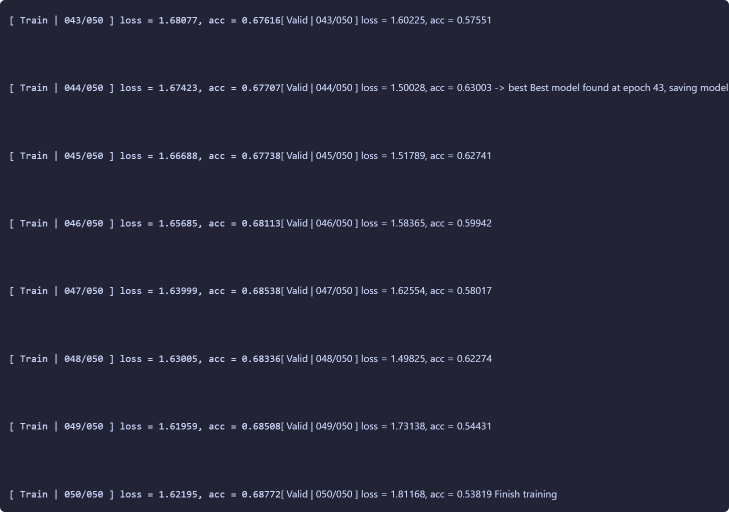 [ Train | 043/050 ] loss = 1.68077, acc = 0.67616[ Valid | 043/050 ] loss = 1.60225, acc = 0.57551
[ Train | 044/050 ] loss = 1.67423, acc = 0.67707[ Valid | 044/050 ] loss = 1.50028, acc = 0.63003 -> best Best model found at epoch 43, saving model
[ Train | 045/050 ] loss = 1.66688, acc = 0.67738[ Valid | 045/050 ] loss = 1.51789, acc = 0.62741
[ Train | 046/050 ] loss = 1.65685, acc = 0.68113[ Valid | 046/050 ] loss = 1.58365, acc = 0.59942
[ Train | 047/050 ] loss = 1.63999, acc = 0.68538[ Valid | 047/050 ] loss = 1.62554, acc = 0.58017
[ Train | 048/050 ] loss = 1.63005, acc = 0.68336[ Valid | 048/050 ] loss = 1.49825, acc = 0.62274
[ Train | 049/050 ] loss = 1.61959, acc = 0.68508[ Valid | 049/050 ] loss = 1.73138, acc = 0.54431
[ Train | 050/050 ] loss = 1.62195, acc = 0.68772[ Valid | 050/050 ] loss = 1.81168, acc = 0.53819 Finish training